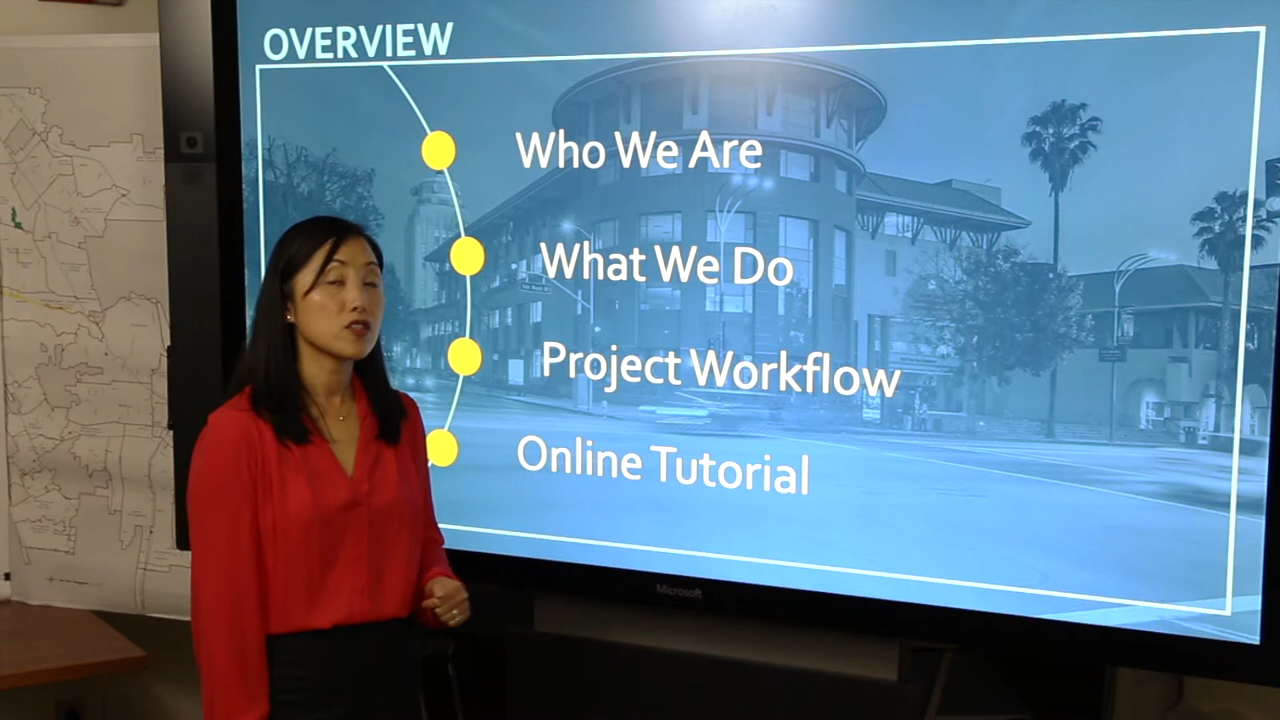 OVERVIEW
Who We Are
What We Do
Project Workflow
Online Tutorial
Microsoft